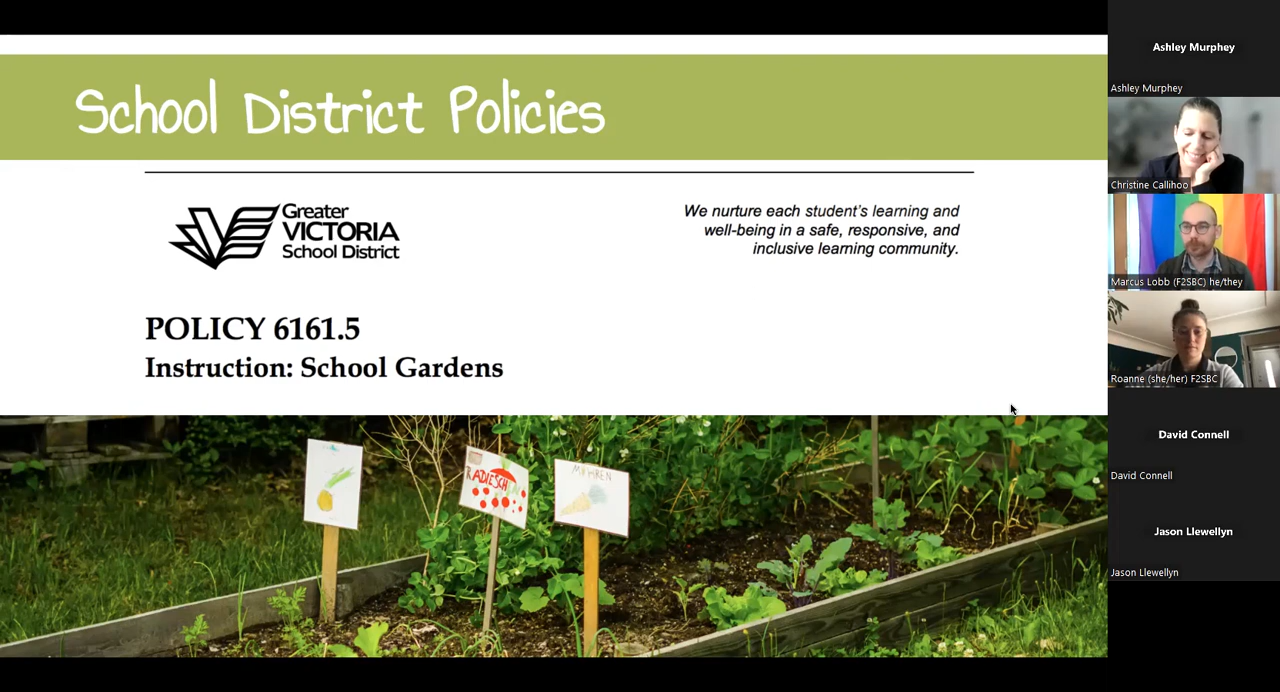 School District Policies
Greater
VICTORIA
School District
We nurture each student's learning and
well-being in a safe, responsive, and
inclusive learning community.
POLICY 6161.5
Instruction: School Gardens
MÖHREN
Ashley Murphey
Ashley Murphey
Christine Callihoo
Marcus Lobb (F2SBC) he/they
Roanne (she/her) F2SBC
David Connell
David Connell
Jason Llewellyn
Jason Llewellyn